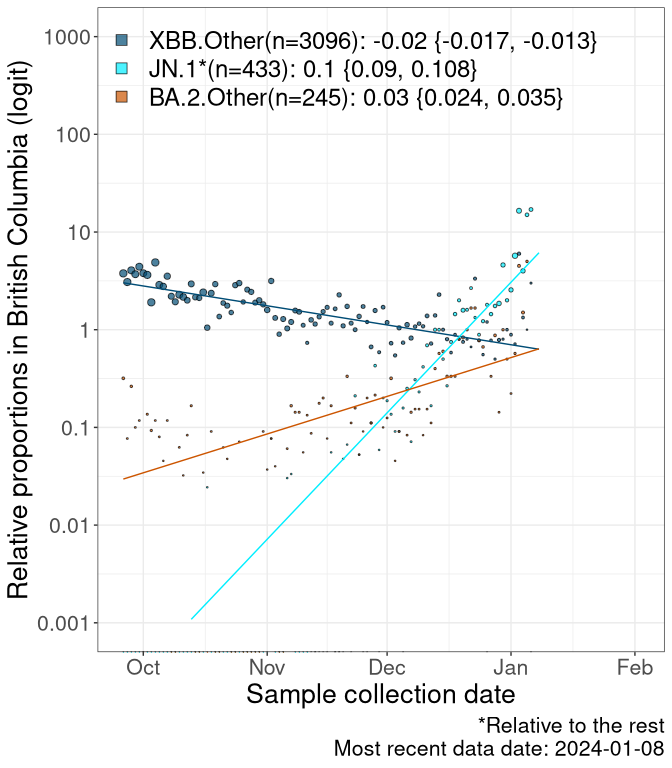 XBB.Other(n=3096): -0.02 {-0.017, -0.013}
JN.1*(n=433): 0.1 {0.09, 0.108}
BA.2.Other(n=245): 0.03 {0.024, 0.035}
Relative proportions in British Columbia (logit)
1000
100
10
1
0.1
0.01
0.001
Oct Nov Dec Jan Feb
Sample collection date
*Relative to the rest
Most recent data date: 2024-01-08